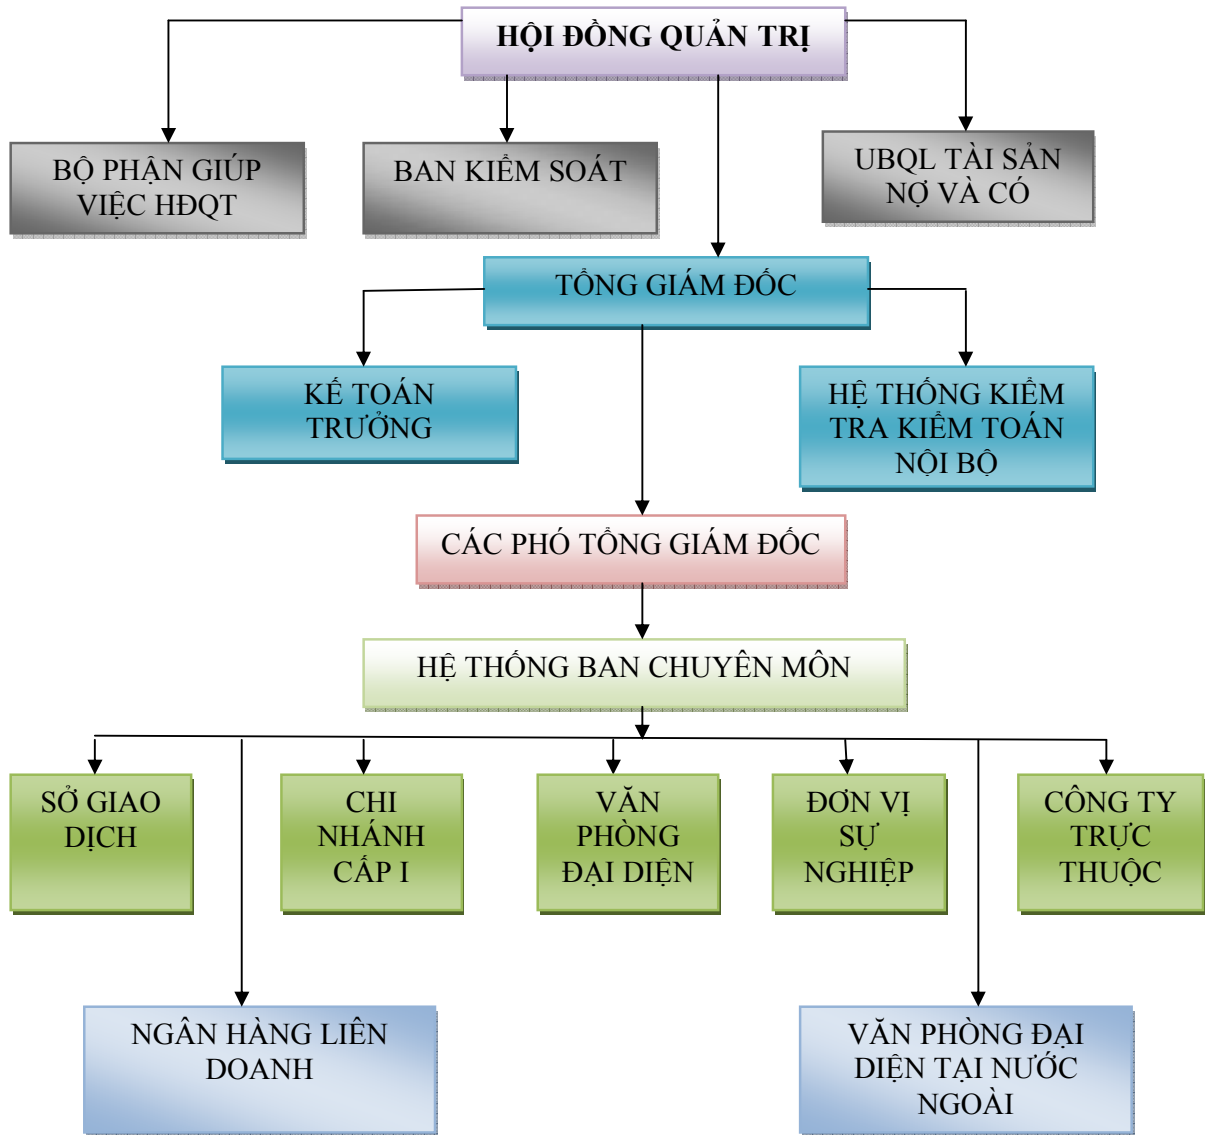 HỘI ĐỒNG QUẢN TRỊ
BỘ PHẬN GIÚP
VIỆC HĐQT
BAN KIỂM SOÁT
UBQL TÀI SẢN
NỢ VÀ CÓ
TỔNG GIÁM ĐỐC
KẾ TOÁN
TRƯỞNG
HỆ THỐNG KIỂM
TRA KIỂM TOÁN
NỘI BỘ
CÁC PHÓ TỔNG GIÁM ĐỐC
HỆ THỐNG BAN CHUYÊN MÔN
SỞ GIAO
DỊCH
CHI
NHÁNH
CẤP I
VĂN
PHÒNG
ĐẠI DIỆN
ĐƠN VỊ
SỰ
NGHIỆP
CÔNG TY
TRỰC
THUỘC
NGÂN HÀNG LIÊN
DOANH
VĂN PHÒNG ĐẠI
DIỆN TẠI NƯỚC
NGOÀI